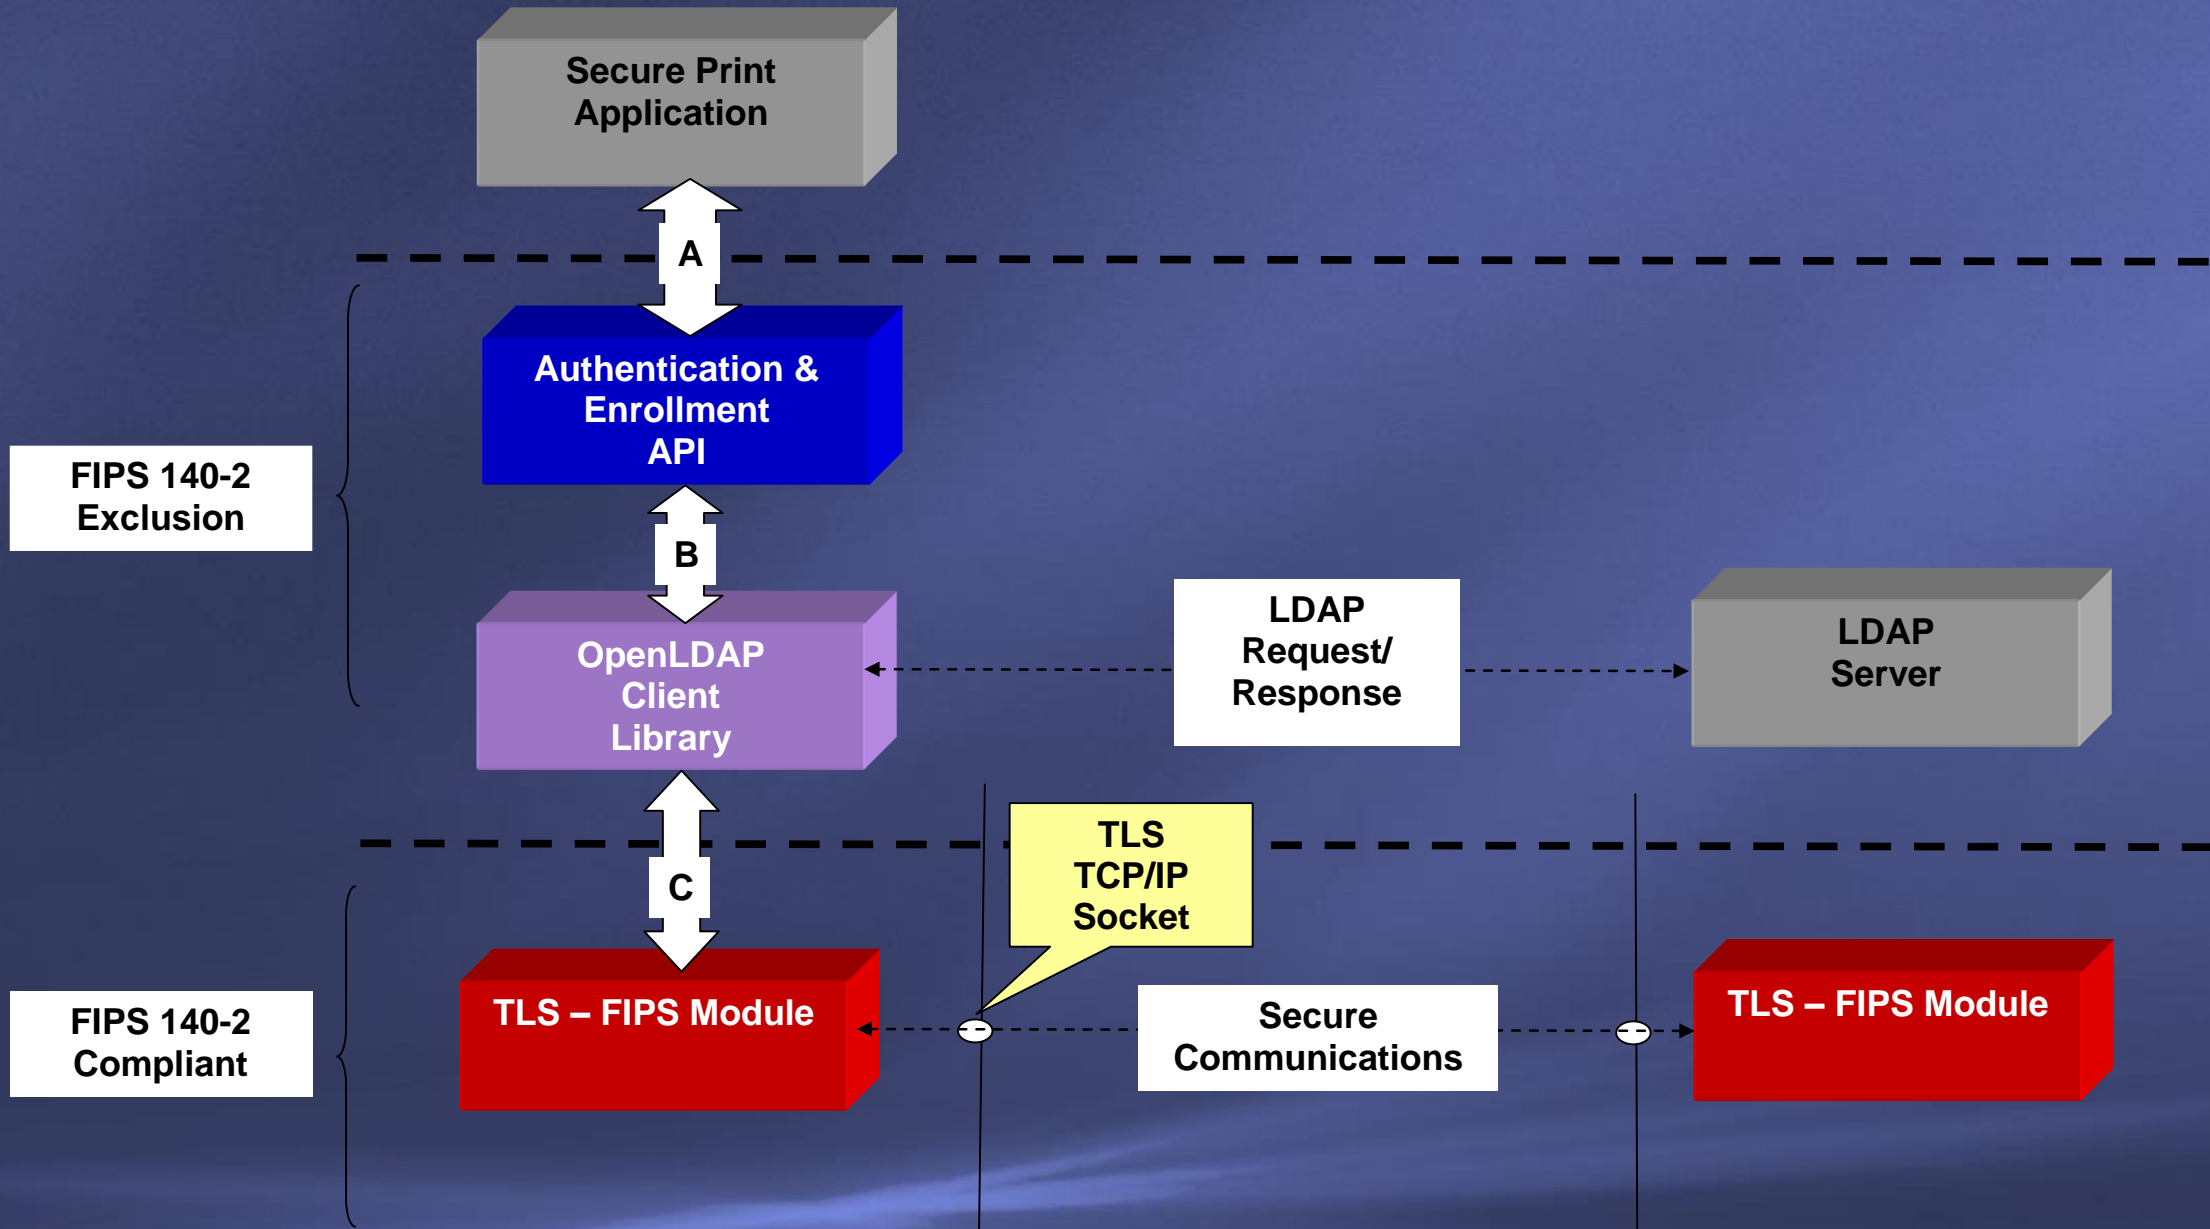 Secure Print
Application
A
Authentication &
Enrollment
API
FIPS 140-2
Exclusion
B
OpenLDAP
Client
Library
LDAP
Request/
Response
LDAP
Server
TLS
TCP/IP
Socket
C
FIPS 140-2
Compliant
TLS – FIPS Module
Secure
Communications
TLS – FIPS Module